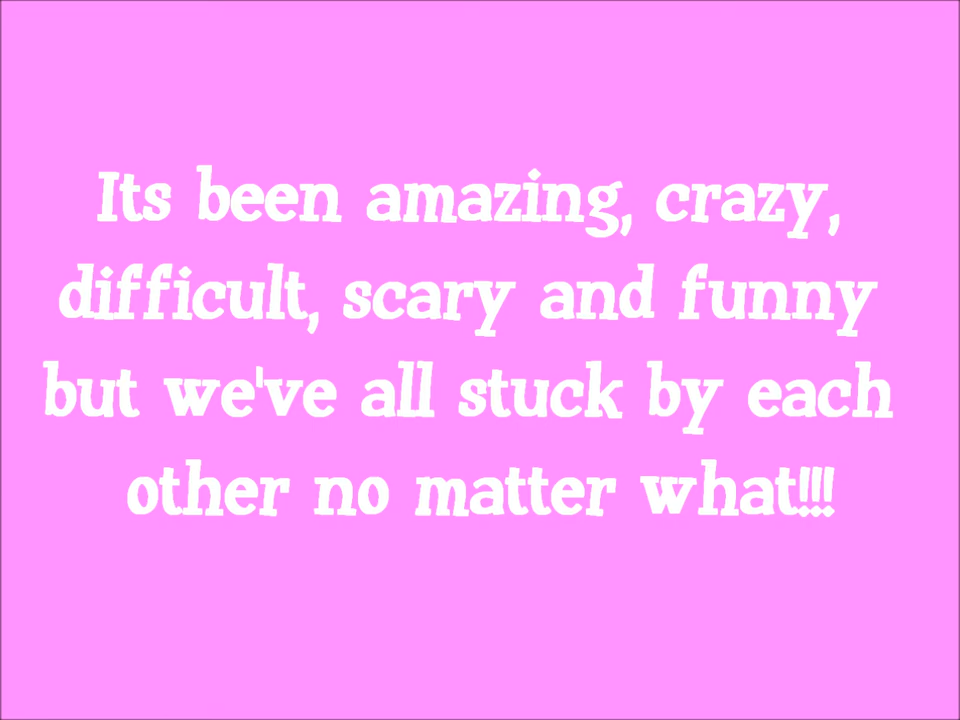 Its been amazing, crazy,
difficult, scary and funny
but we've all stuck by each
other no matter what!!!